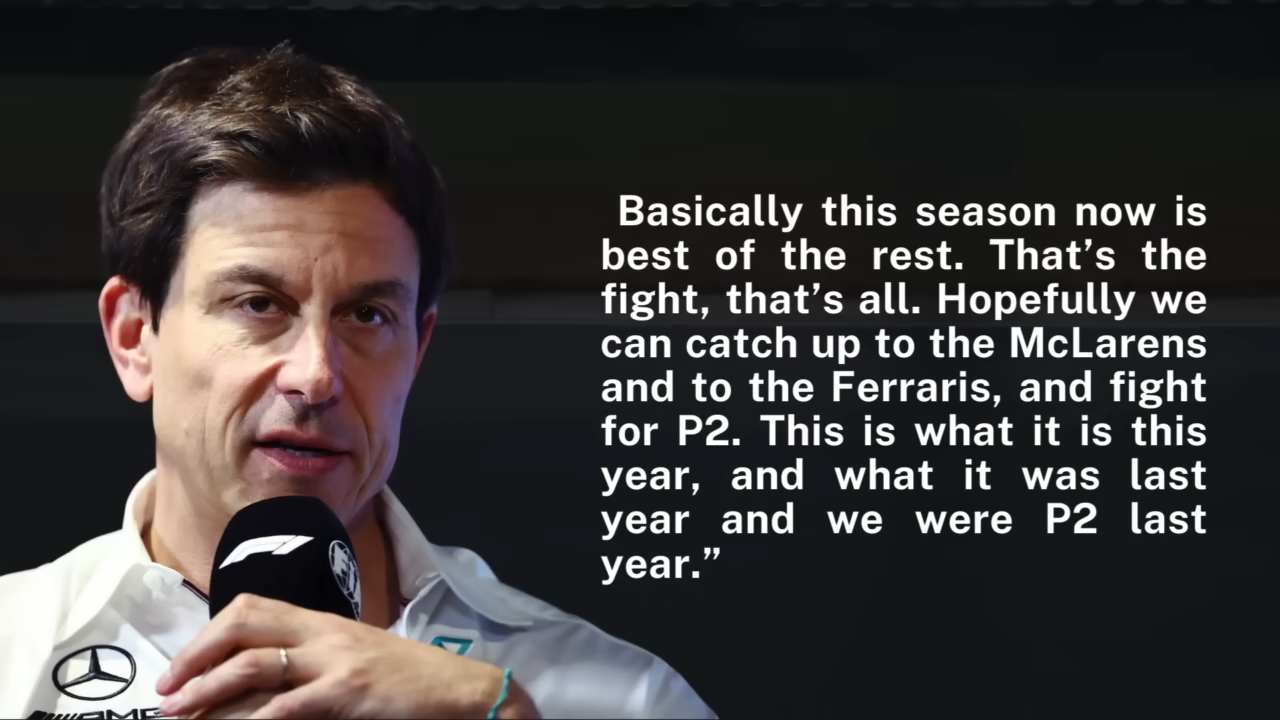 Basically this season now is
best of the rest. That’s the
fight, that’s all. Hopefully we
can catch up to the McLarens
and to the Ferraris, and fight
for P2. This is what it is this
year, and what it was last
year and we were P2 last
year.”
F1
AMG